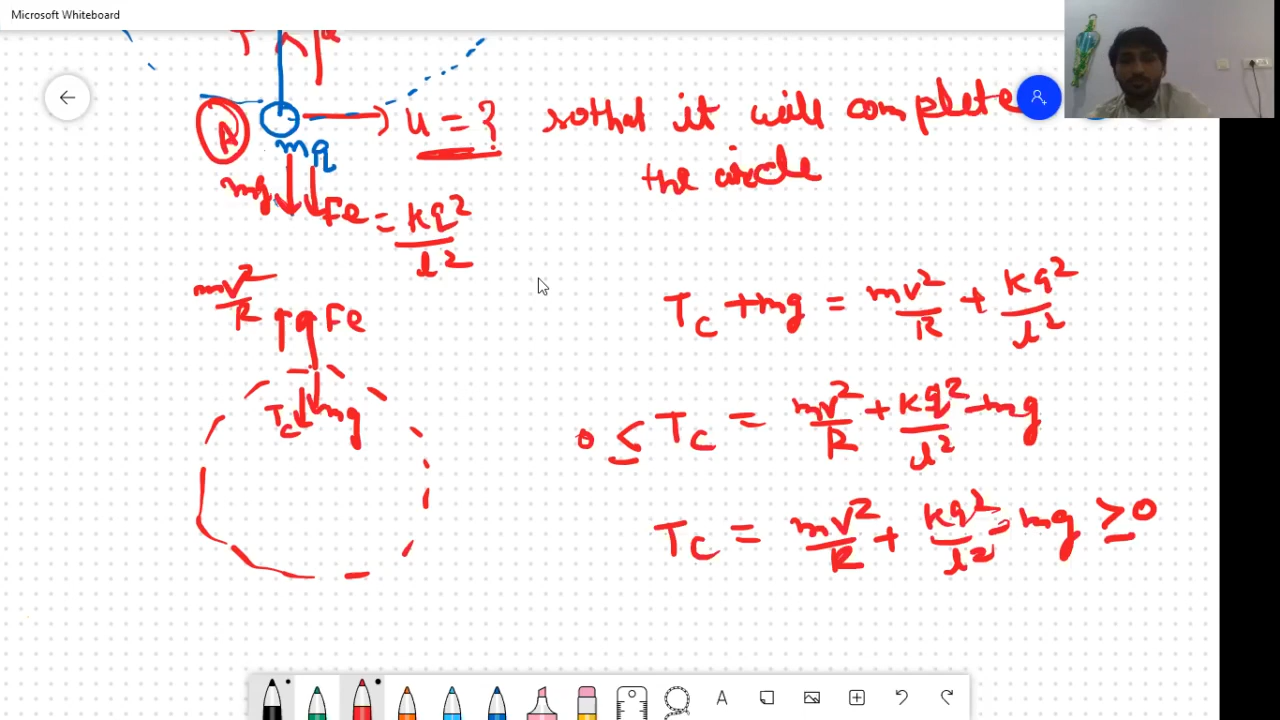 Microsoft Whiteboard
A
u = ? so that it will complete
the circle
mq
mg Fe = kq²/l²
mv²/R Fe
Tc + mg = mv²/R + kq²/l²
Tc mg
0 ≤ Tc = mv²/R + kq²/l² - mg
Tc = mv²/R + kq²/l² - mg ≥ 0
A